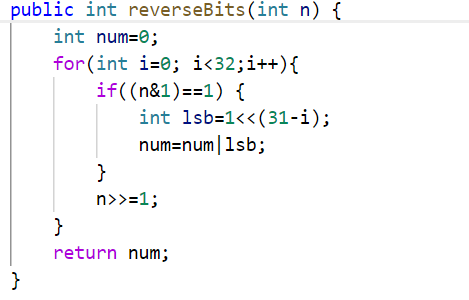 public int reverseBits(int n) {
    int num=0;
    for(int i=0; i<32;i++){
        if((n&1)==1) {
            int lsb=1<<(31-i);
            num=num|lsb;
        }
        n>>=1;
    }
    return num;
}